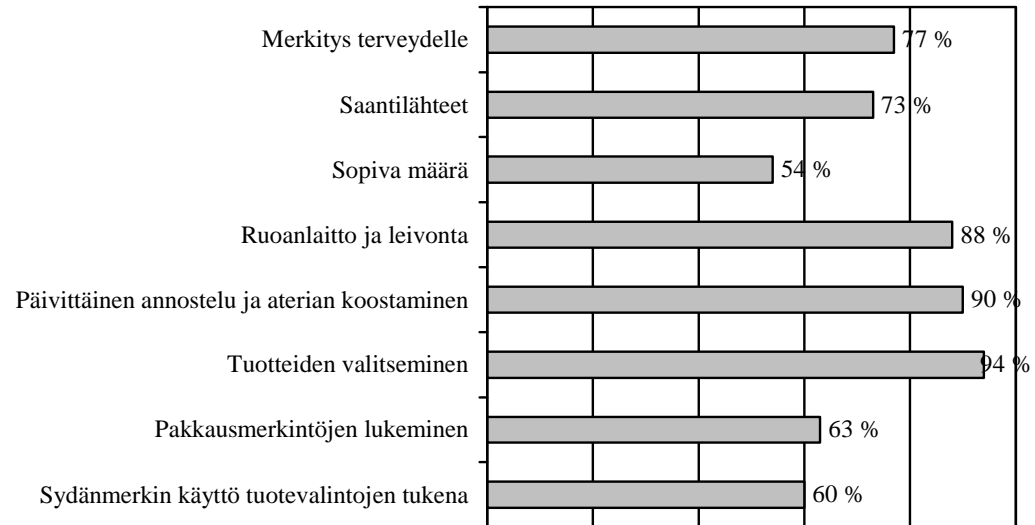 Merkitys terveydelle 77 %
Saantilähteet 73 %
Sopiva määrä 54 %
Ruoanlaitto ja leivonta 88 %
Päivittäinen annostelu ja aterian koostaminen 90 %
Tuotteiden valitseminen 94 %
Pakkausmerkintöjen lukeminen 63 %
Sydänmerkin käyttö tuotevalintojen tukena 60 %